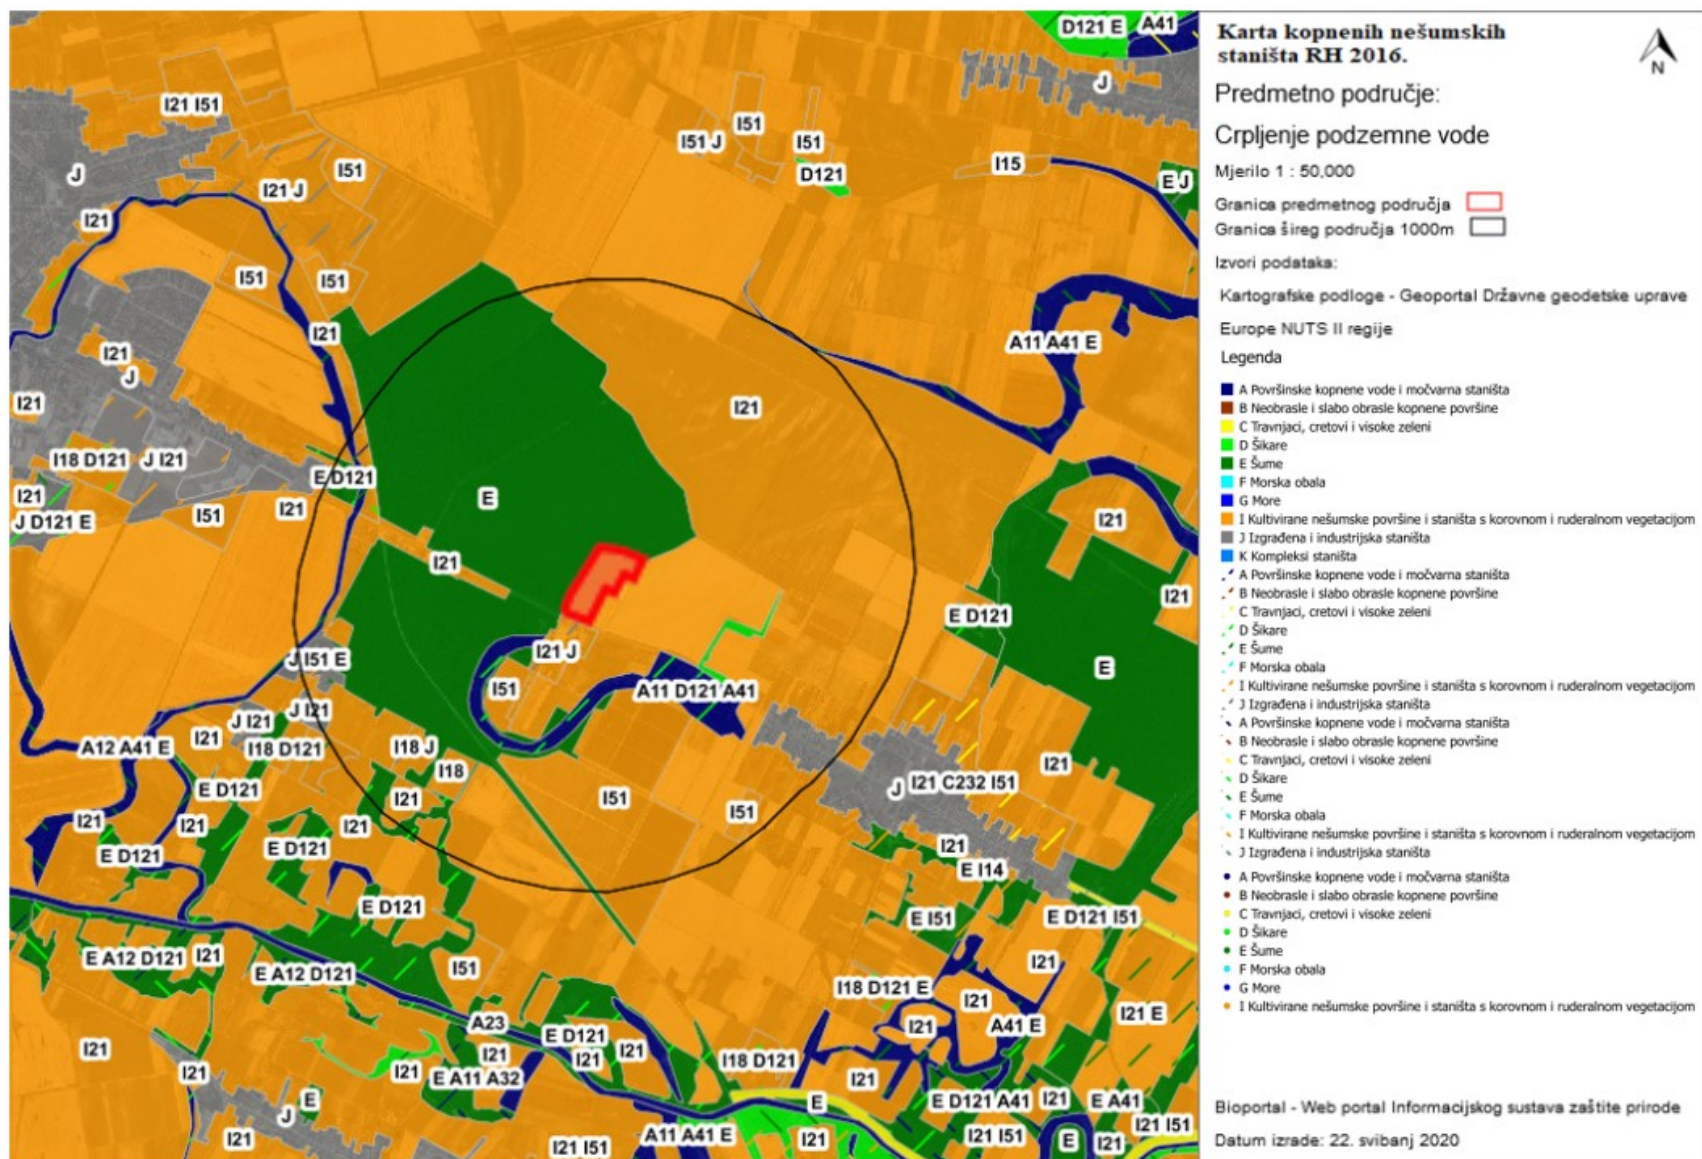 D121 E
A41
J
I21 I51
I51
I51 J
I51
D121
I15
E J
J
I51
I21 J
I21
I51
I51
I21
A11 A41 E
I21
J
I21
I21
I18 D121
J I21
E D121
I21
J D121 E
I51
I21
E
I21
I21
I21
E D121
E
I21 J
J I51 E
I51
A11 D121 A41
J I21
J I21
I21
A12 A41 E
I18 D121
I18 J
I18
I21
I21 C232 I51
J
E D121
I21
I51
I51
I21
I21
I21
E D121
E D121
I21
E I14
E D121
E I51
E D121 I51
E A12 D121
I21
E A12 D121
I51
I21
I18 D121 E
I21
A23
E D121
I21
A41 E
I21 E
I21
I21
I21
I21
I18 D121
I21
I21
E A11 A32
I21
E
J
E
E D121 A41
I21
E A41
I21
I21 I51
A11 A41 E
I21
I21 I51
E
I21
I21 I51
Karta kopnenih nešumskih
staništa RH 2016.
N
Predmetno područje:
Crpljenje podzemne vode
Mjerilo 1 : 50,000
Granica predmetnog područja
Granica šireg područja 1000m
Izvori podataka:
Kartografske podloge - Geoportal Državne geodetske uprave
Europe NUTS II regije
Legenda
A Površinske kopnene vode i močvarna staništa
B Neobrasle i slabo obrasle kopnene površine
C Travnjaci, cretovi i visoke zeleni
D Šikare
E Šume
F Morska obala
G More
I Kultivirane nešumske površine i staništa s korovnom i ruderalnom vegetacijom
J Izgrađena i industrijska staništa
K Kompleksi staništa
A Površinske kopnene vode i močvarna staništa
B Neobrasle i slabo obrasle kopnene površine
C Travnjaci, cretovi i visoke zeleni
D Šikare
E Šume
F Morska obala
I Kultivirane nešumske površine i staništa s korovnom i ruderalnom vegetacijom
J Izgrađena i industrijska staništa
A Površinske kopnene vode i močvarna staništa
B Neobrasle i slabo obrasle kopnene površine
C Travnjaci, cretovi i visoke zeleni
D Šikare
E Šume
F Morska obala
I Kultivirane nešumske površine i staništa s korovnom i ruderalnom vegetacijom
J Izgrađena i industrijska staništa
A Površinske kopnene vode i močvarna staništa
B Neobrasle i slabo obrasle kopnene površine
C Travnjaci, cretovi i visoke zeleni
D Šikare
E Šume
F Morska obala
G More
I Kultivirane nešumske površine i staništa s korovnom i ruderalnom vegetacijom
Bioportal - Web portal Informacijskog sustava zaštite prirode
Datum izrade: 22. svibanj 2020